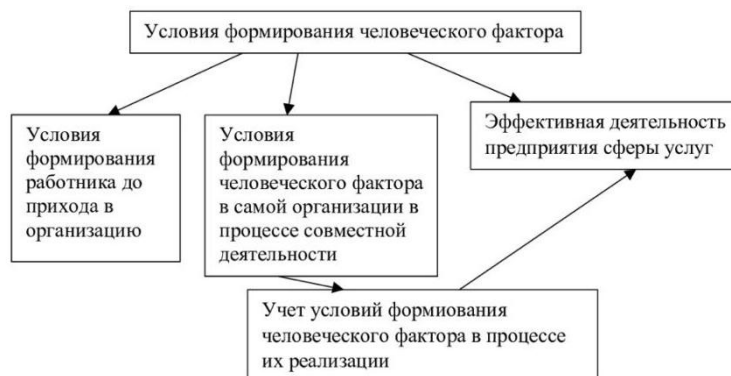 Условия формирования человеческого фактора
Условия
формирования
работника до
прихода в
организацию
Условия
формирования
человеческого фактора
в самой организации в
процессе совместной
деятельности
Эффективная деятельность
предприятия сферы услуг
Учет условий формиования
человеческого фактора в процессе
их реализации